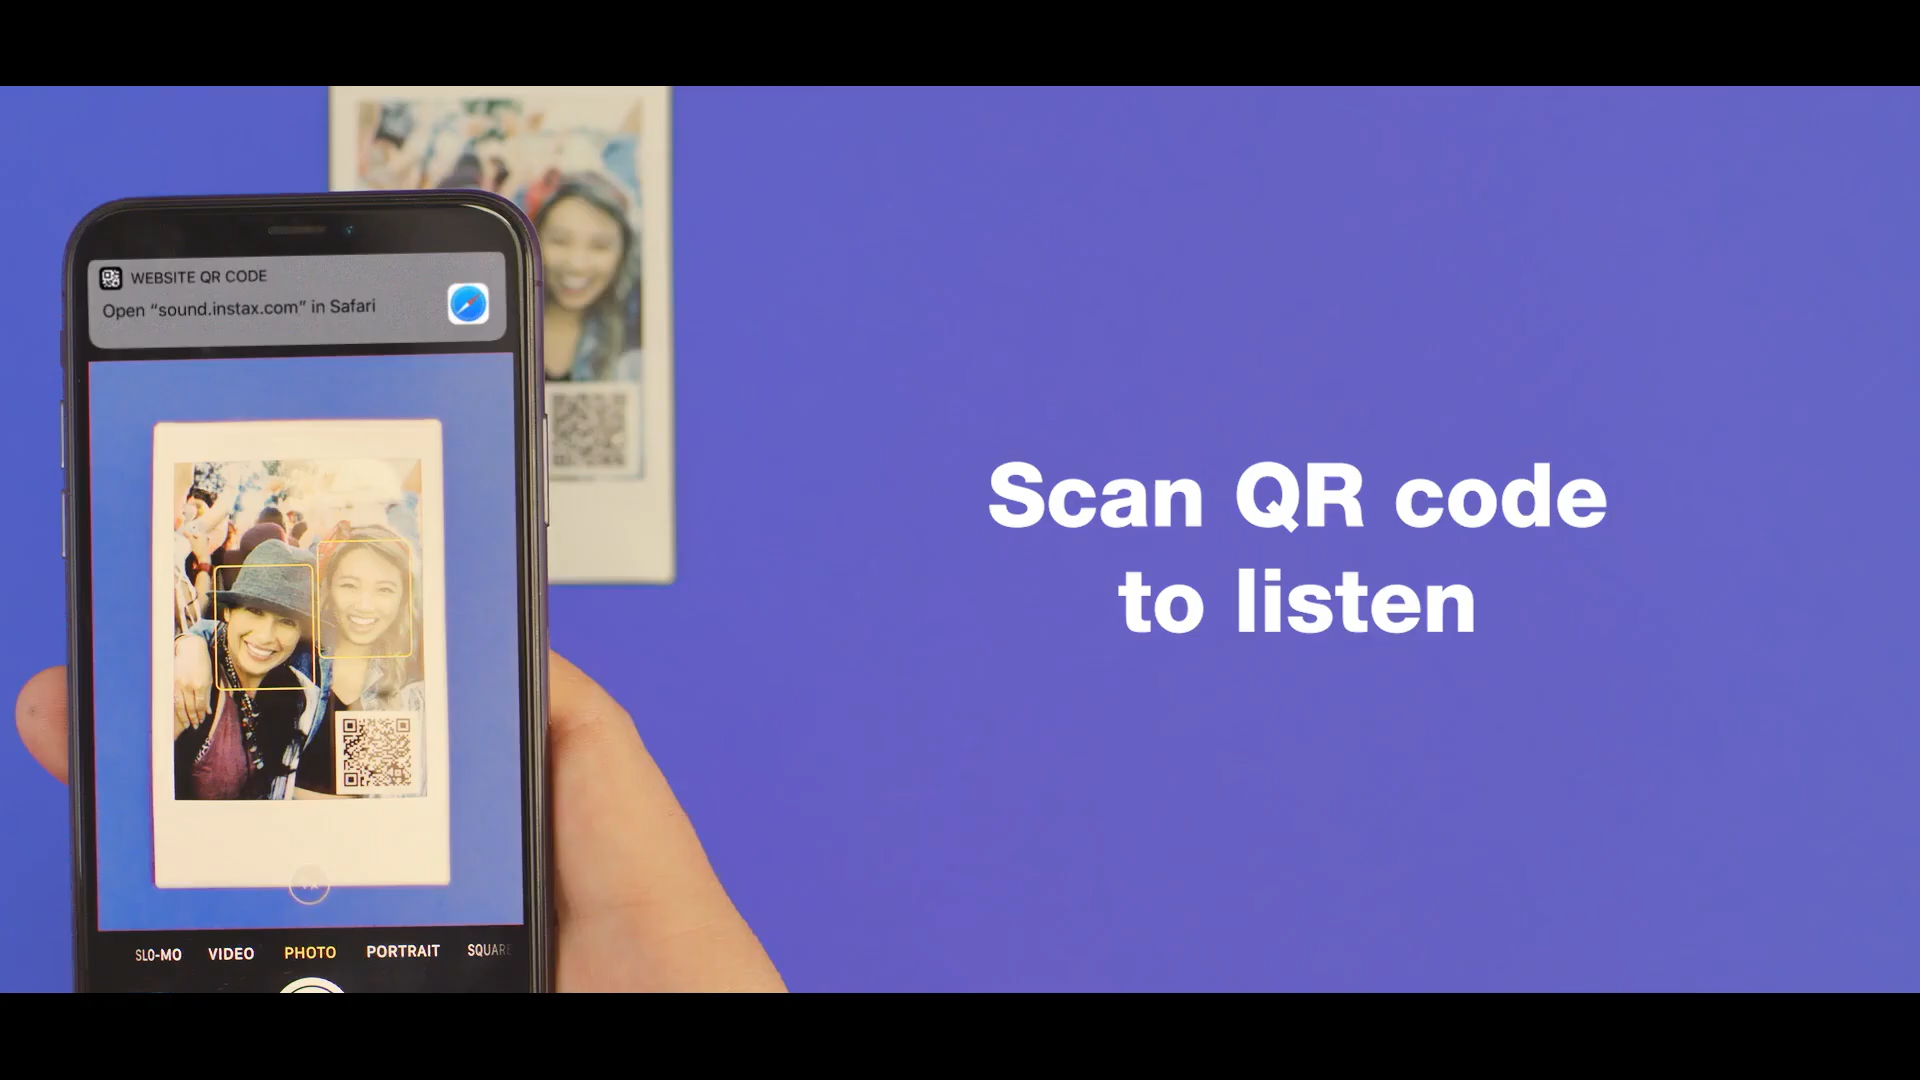 WEBSITE QR CODE
Open “sound.instax.com” in Safari
SLO-MO VIDEO PHOTO PORTRAIT SQUARE
Scan QR code
to listen